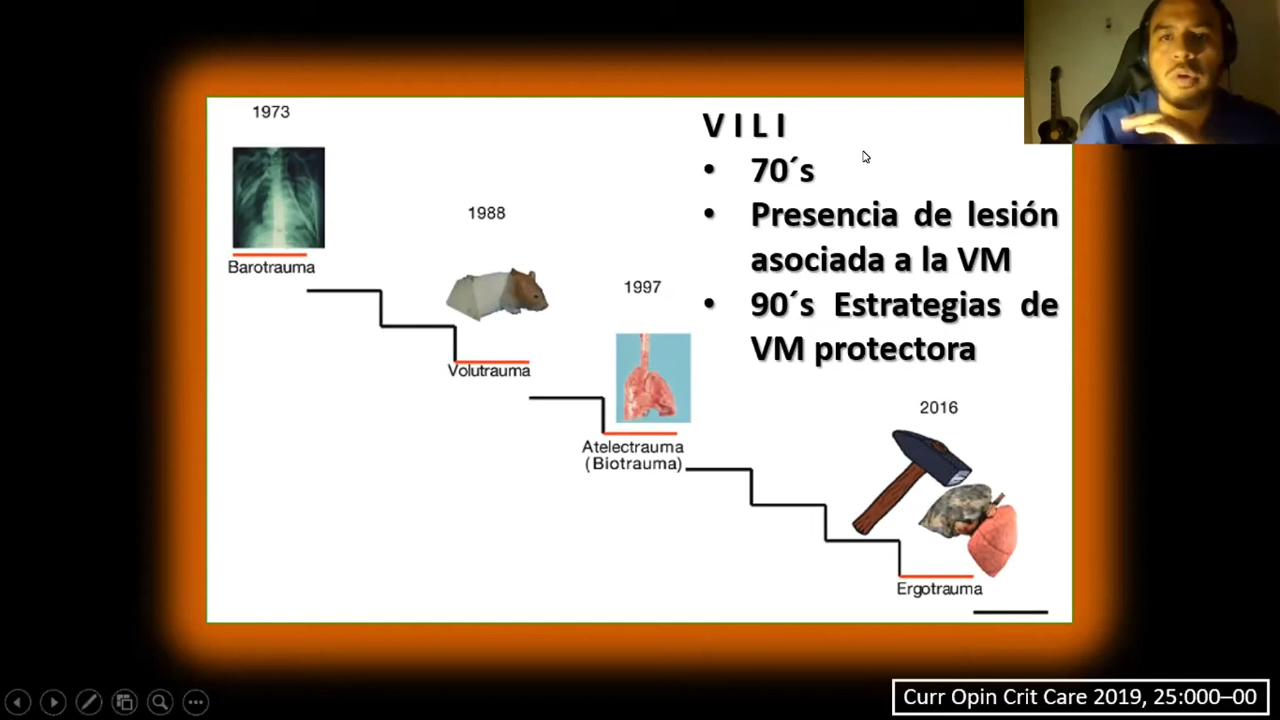 1973
Barotrauma
1988
Volutrauma
1997
Atelectrauma
(Biotrauma)
2016
Ergotrauma
V I L I
• 70´s
• Presencia de lesión
asociada a la VM
• 90´s Estrategias de
VM protectora
Curr Opin Crit Care 2019, 25:000–00